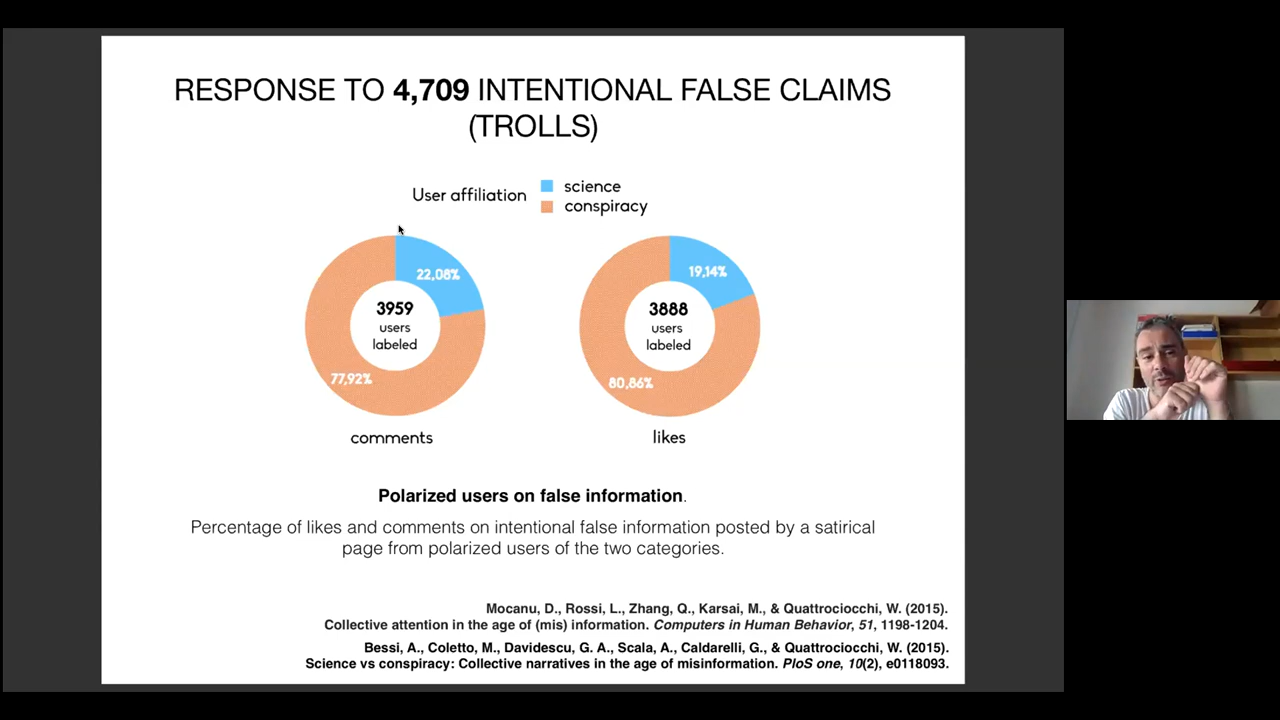 RESPONSE TO 4,709 INTENTIONAL FALSE CLAIMS
(TROLLS)
User affiliation
science
conspiracy
22,08%
3959
users
labeled
77,92%
comments
19,14%
3888
users
labeled
80,86%
likes
Polarized users on false information.
Percentage of likes and comments on intentional false information posted by a satirical
page from polarized users of the two categories.
Mocanu, D., Rossi, L., Zhang, Q., Karsai, M., & Quattrociocchi, W. (2015).
Collective attention in the age of (mis) information. Computers in Human Behavior, 51, 1198-1204.
Bessi, A., Coletto, M., Davidescu, G. A., Scala, A., Caldarelli, G., & Quattrociocchi, W. (2015).
Science vs conspiracy: Collective narratives in the age of misinformation. PloS one, 10(2), e0118093.